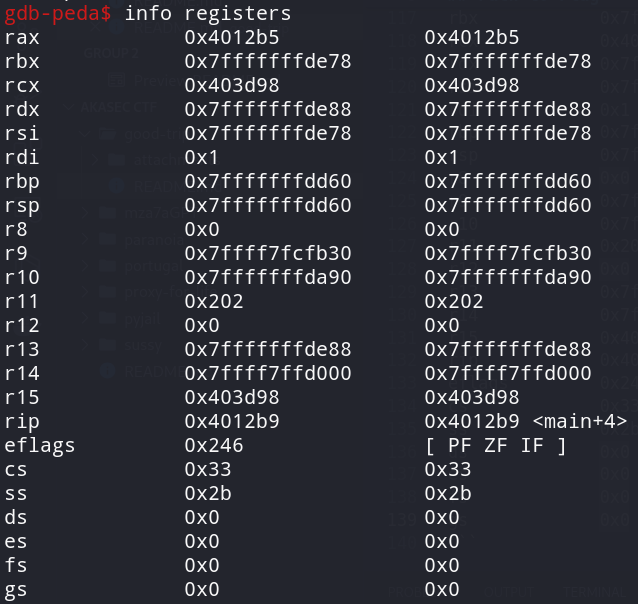 gdb-peda$ info registers
rax 0x4012b5 0x4012b5
rbx 0x7fffffffde78 0x7fffffffde78
rcx 0x403d98 0x403d98
rdx 0x7fffffffde88 0x7fffffffde88
rsi 0x7fffffffde78 0x7fffffffde78
rdi 0x1 0x1
rbp 0x7fffffffdd60 0x7fffffffdd60
rsp 0x7fffffffdd60 0x7fffffffdd60
r8 0x0 0x0
r9 0x7ffff7fcfb30 0x7ffff7fcfb30
r10 0x7fffffffda90 0x7fffffffda90
r11 0x202 0x202
r12 0x0 0x0
r13 0x7fffffffde88 0x7fffffffde88
r14 0x7ffff7ffd000 0x7ffff7ffd000
r15 0x403d98 0x403d98
rip 0x4012b9 0x4012b9 <main+4>
eflags 0x246 [ PF ZF IF ]
cs 0x33 0x33
ss 0x2b 0x2b
ds 0x0 0x0
es 0x0 0x0
fs 0x0 0x0
gs 0x0 0x0